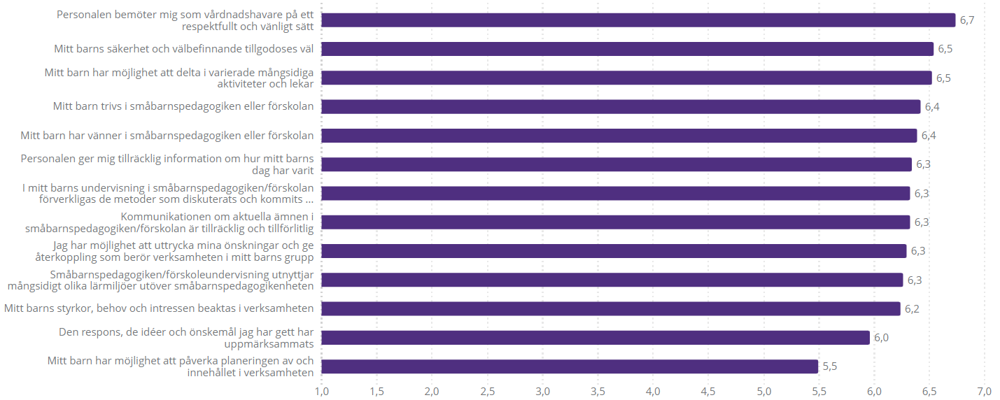 Personalen bemöter mig som vårdnadshavare på ett
respektfullt och vänligt sätt
6,7
Mitt barns säkerhet och välbefinnande tillgodoses väl
6,5
Mitt barn har möjlighet att delta i varierade mångsidiga
aktiviteter och lekar
6,5
Mitt barn trivs i småbarnspedagogiken eller förskolan
6,4
Mitt barn har vänner i småbarnspedagogiken eller förskolan
6,4
Personalen ger mig tillräcklig information om hur mitt barns
dag har varit
6,3
I mitt barns undervisning i småbarnspedagogiken/förskolan
förverkligas de metoder som diskuterats och kommits ...
6,3
Kommunikationen om aktuella ämnen i
småbarnspedagogiken/förskolan är tillräcklig och tillförlitlig
6,3
Jag har möjlighet att uttrycka mina önskningar och ge
återkoppling som berör verksamheten i mitt barns grupp
6,3
Småbarnspedagogiken/förskoleundervisning utnyttjar
mångsidigt olika lärmiljöer utöver småbarnspedagogikenheten
6,3
Mitt barns styrkor, behov och intressen beaktas i verksamheten
6,2
Den respons, de idéer och önskemål jag har gett har
uppmärksammats
6,0
Mitt barn har möjlighet att påverka planeringen av och
innehållet i verksamheten
5,5
1,0 1,5 2,0 2,5 3,0 3,5 4,0 4,5 5,0 5,5 6,0 6,5 7,0